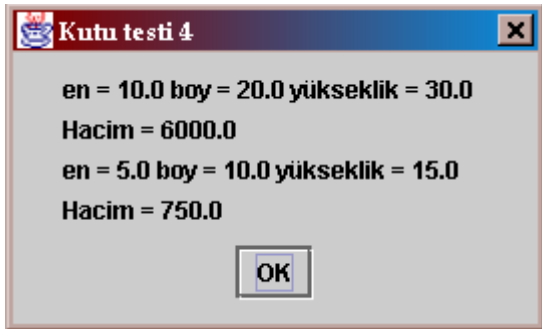 Kutu testi 4
en = 10.0 boy = 20.0 yükseklik = 30.0
Hacim = 6000.0
en = 5.0 boy = 10.0 yükseklik = 15.0
Hacim = 750.0
OK